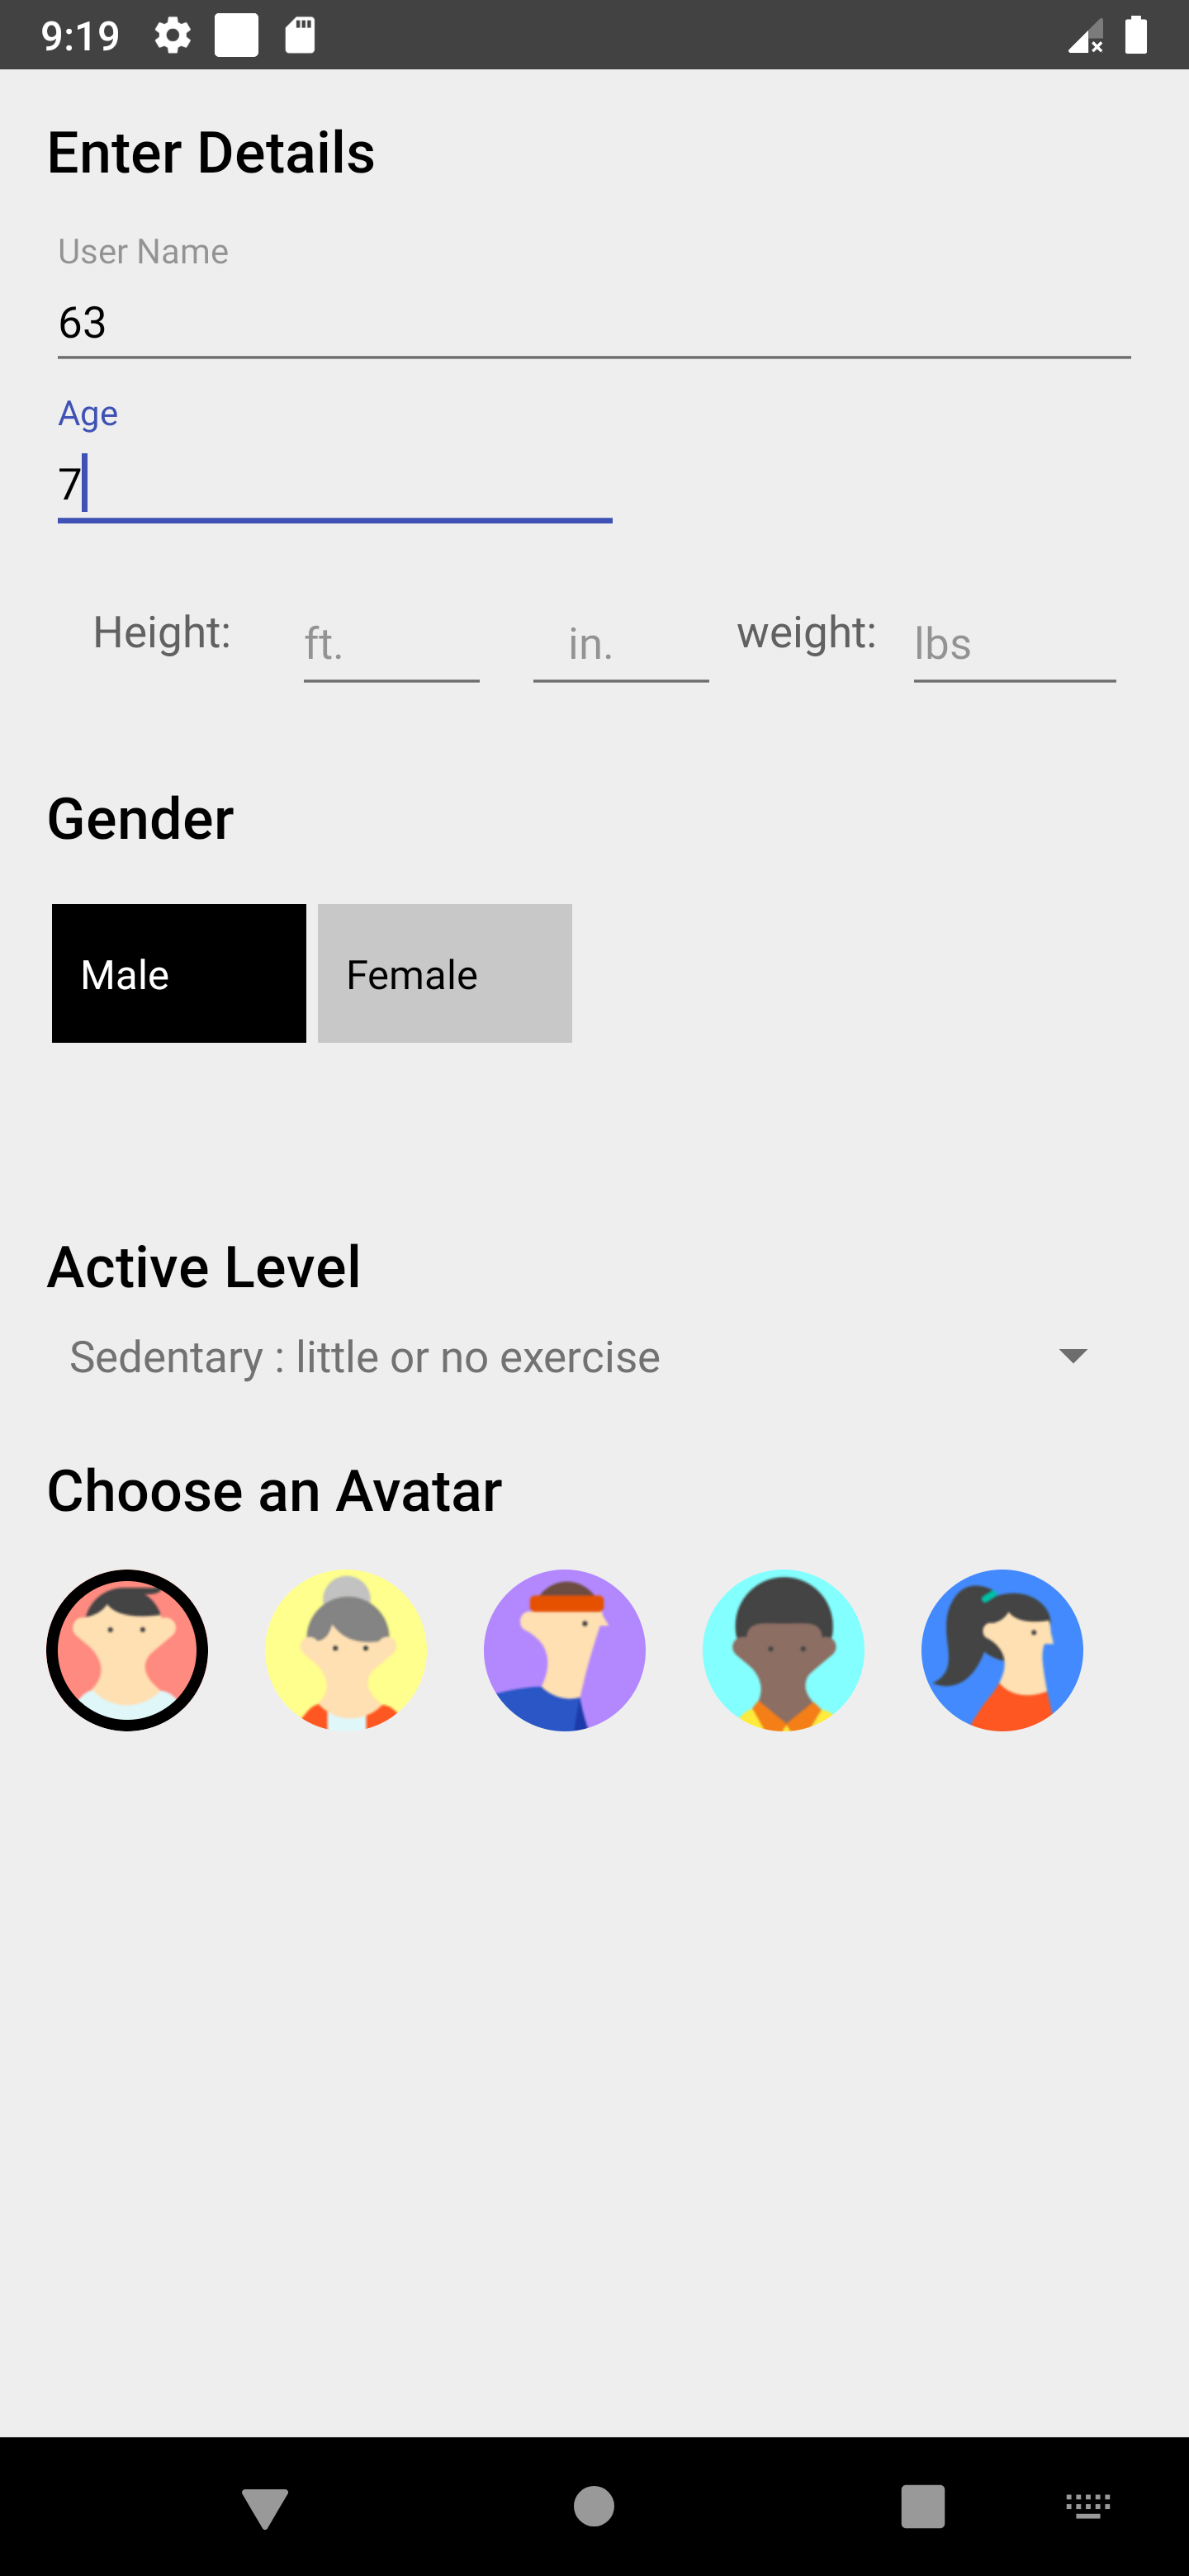 9:19
Enter Details
User Name
63
Age
7
Height: ft. in. weight: lbs
Gender
Male Female
Active Level
Sedentary : little or no exercise
Choose an Avatar